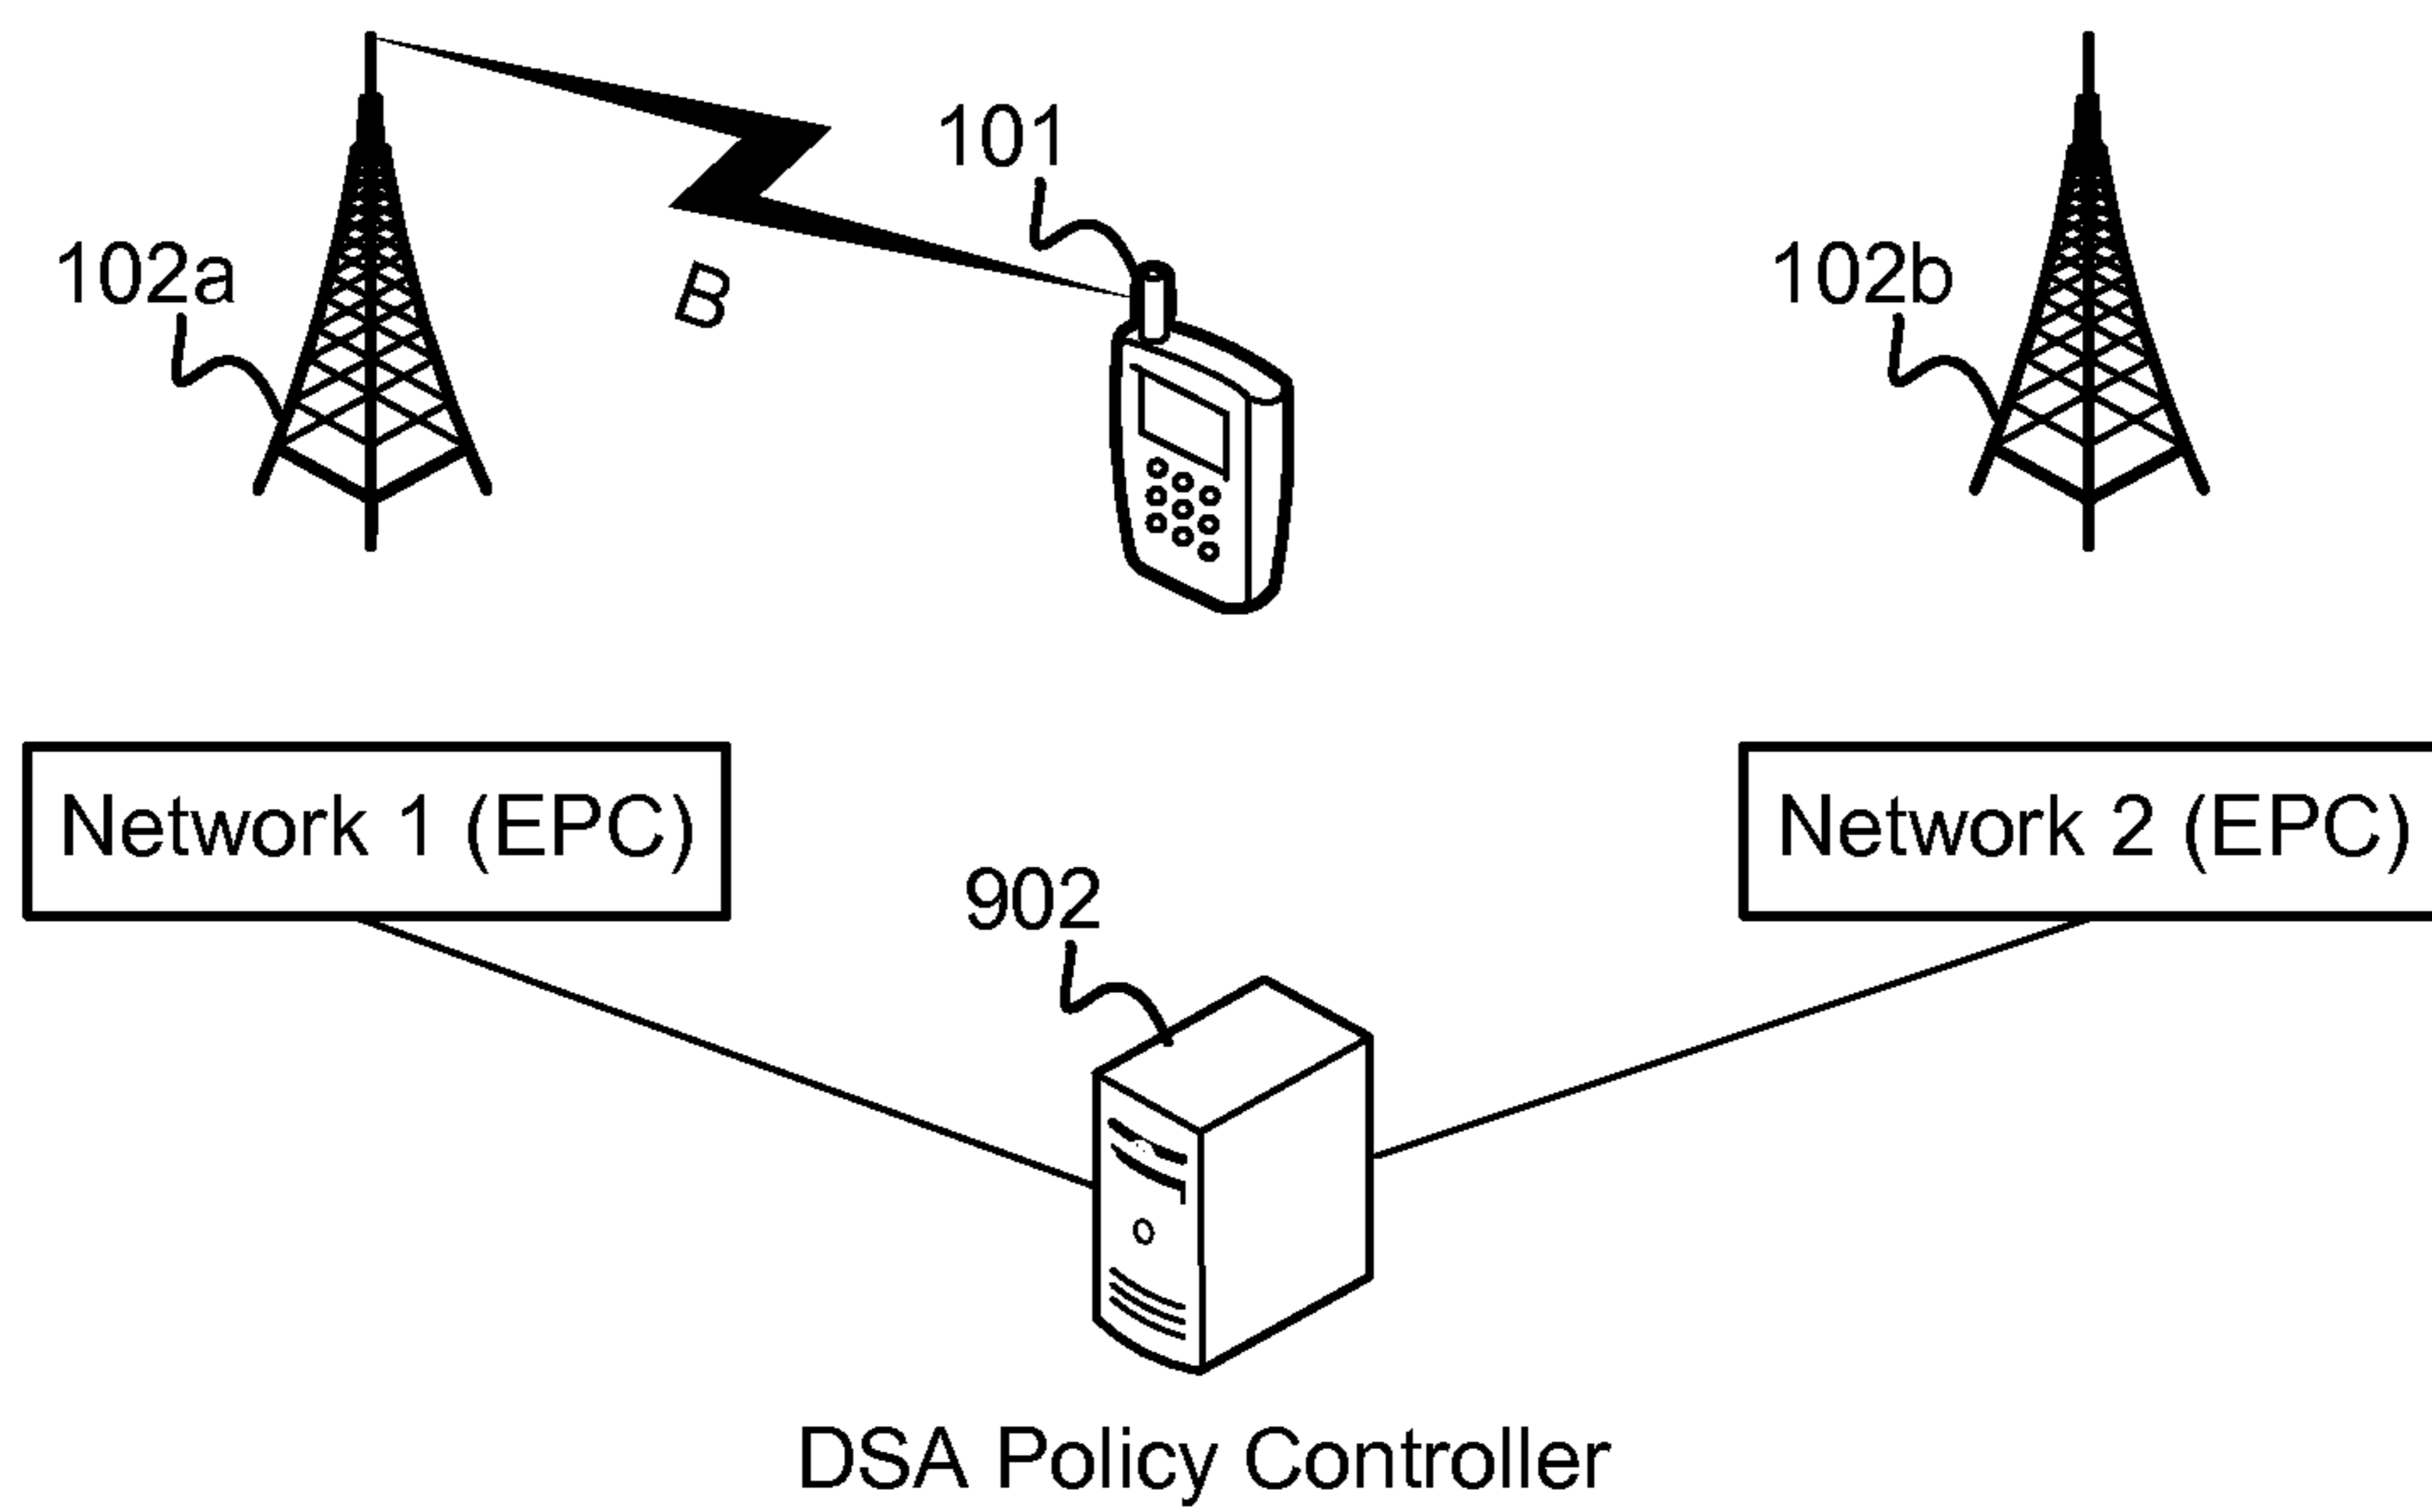 101
102a
102b
B
Network 1 (EPC)
Network 2 (EPC)
902
DSA Policy Controller